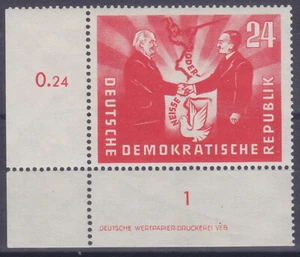 24
ODER
NEISSE
DEUTSCHE
DEMOKRATISCHE
REPUBLIK
0.24
1
DEUTSCHE WERTPAPIER-DRUCKEREI VEB